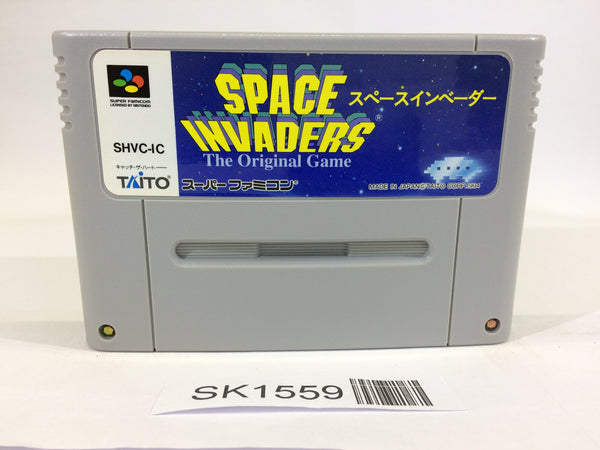 SUPER FAMICOM
LICENSED BY NINTENDO
SHVC-IC
キャッチ・ザ・ハート
TAITO
SPACE
INVADERS®
The Original Game
スペースインベーダー
スーパーファミコン
MADE IN JAPAN©TAITO CORP.1994
SK1559